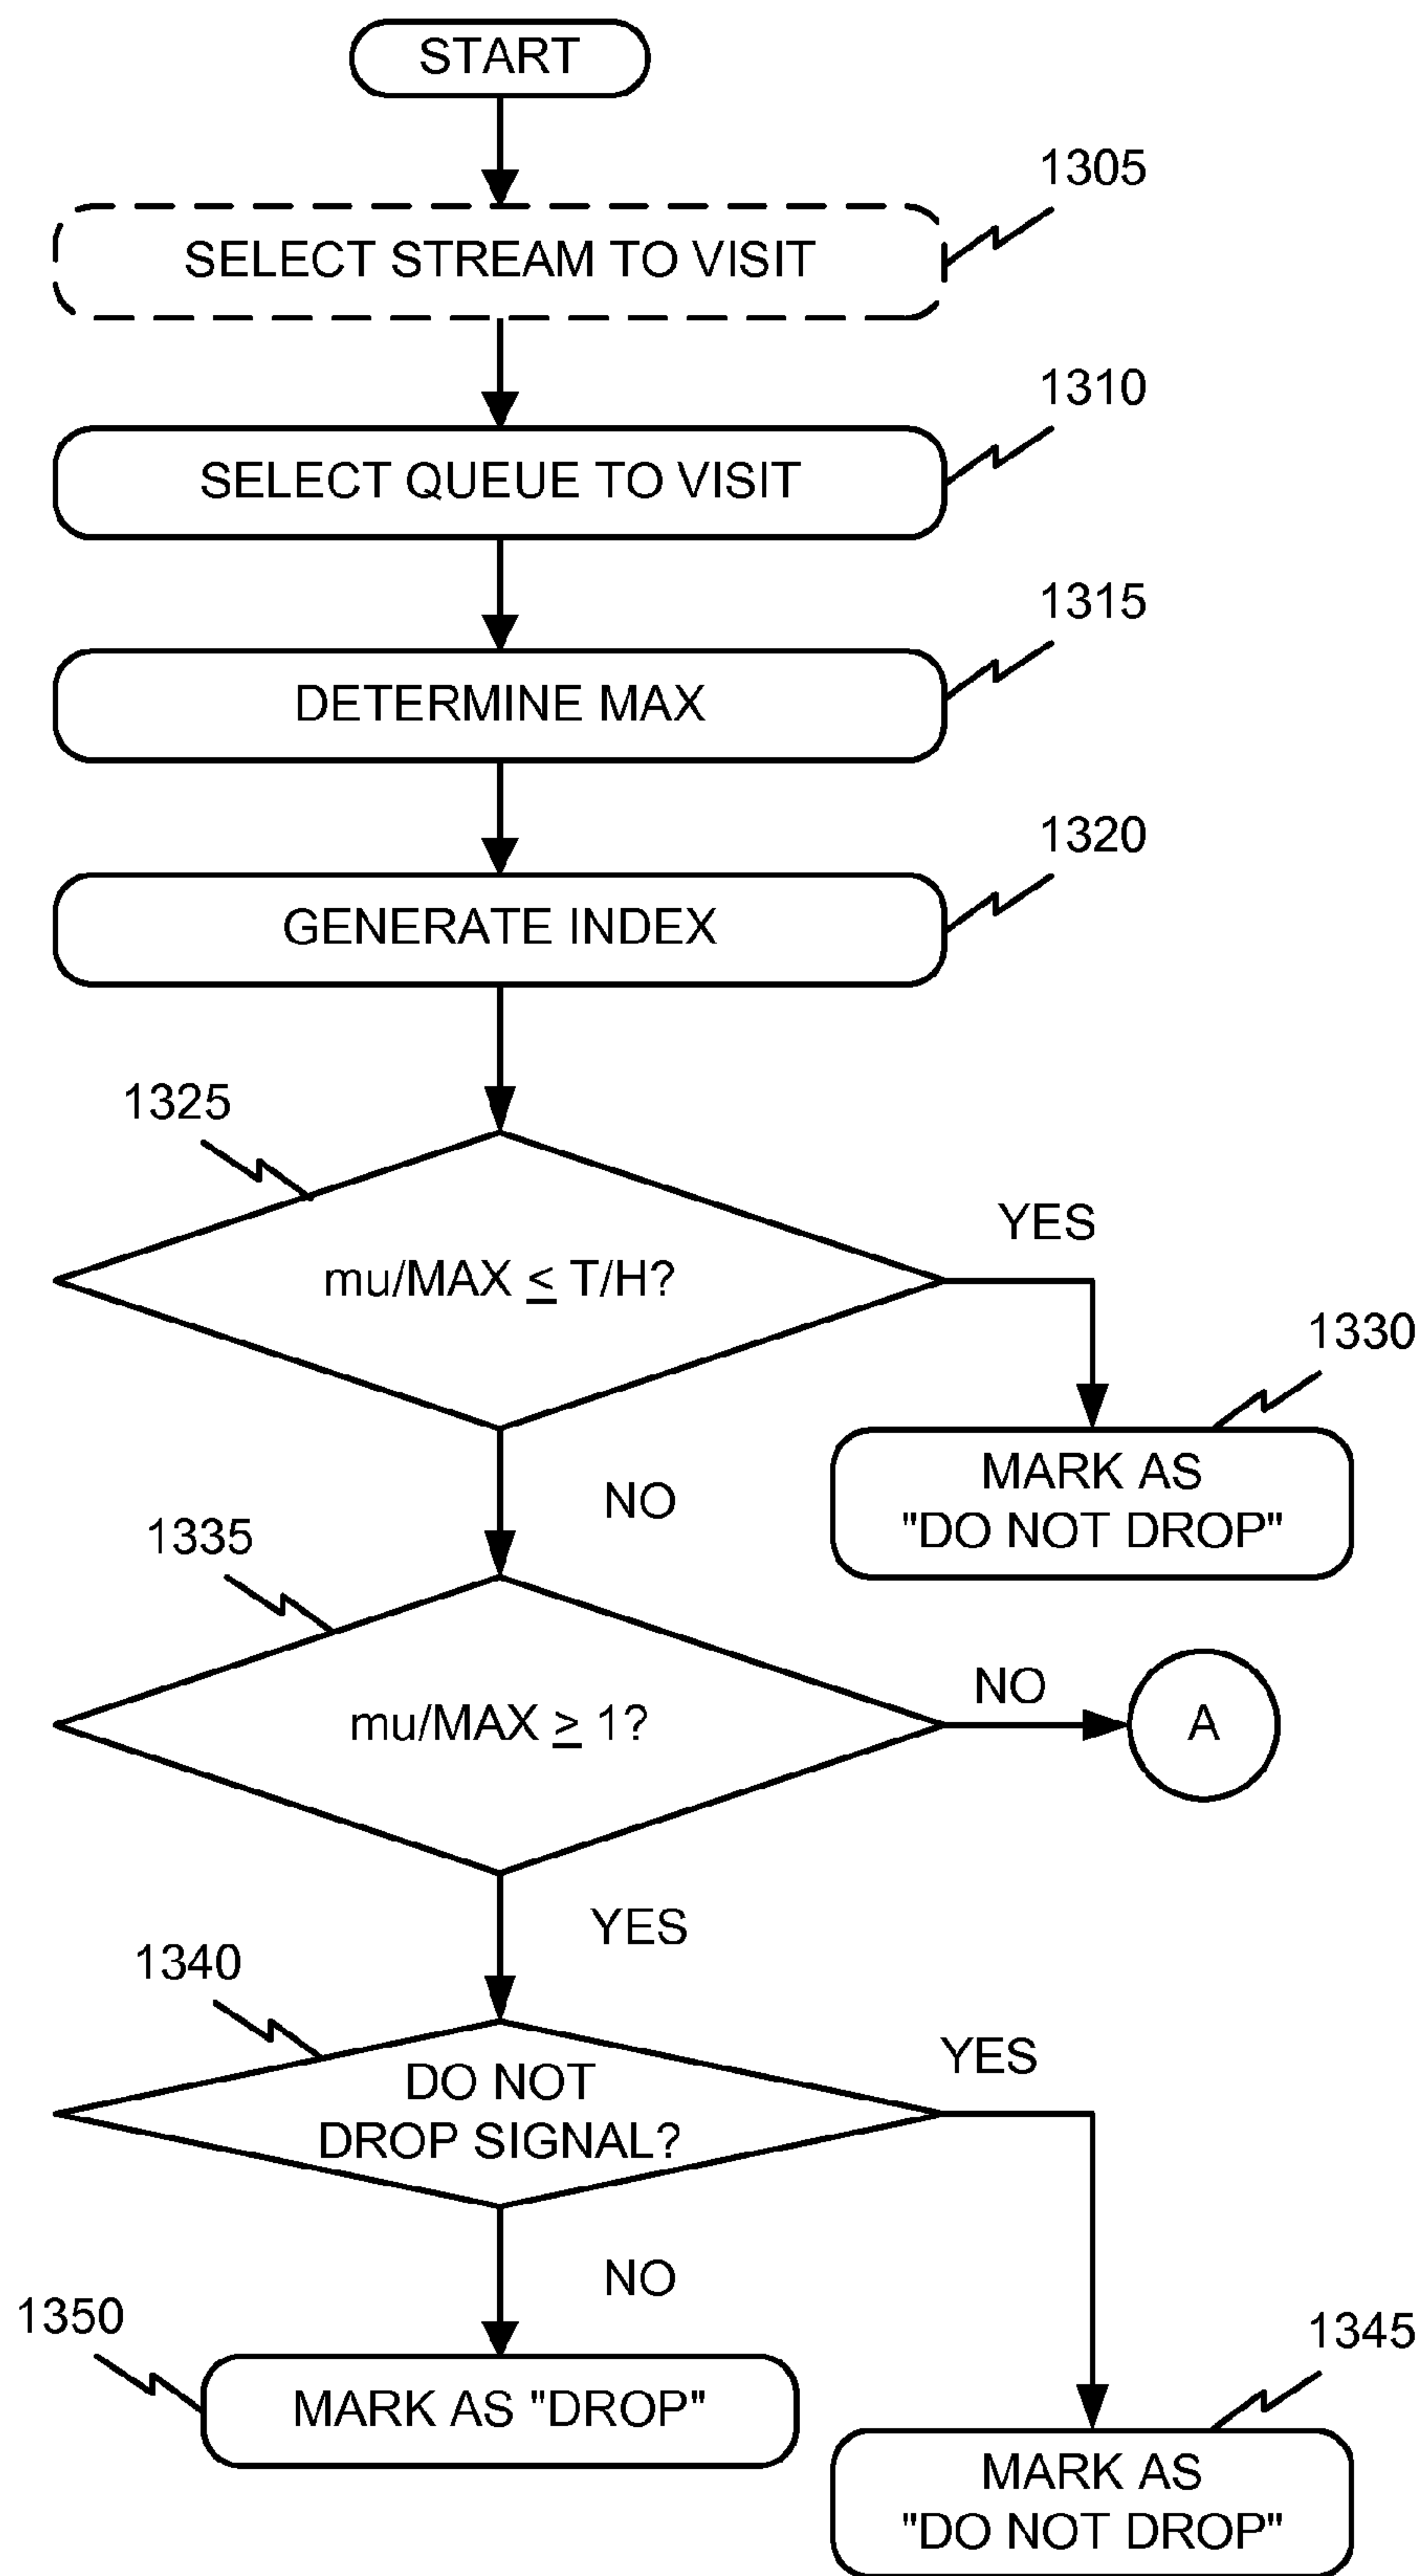 START
1305
SELECT STREAM TO VISIT
1310
SELECT QUEUE TO VISIT
1315
DETERMINE MAX
1320
GENERATE INDEX
1325
YES
mu/MAX ≤ T/H?
1330
MARK AS
"DO NOT DROP"
NO
1335
NO
mu/MAX ≥ 1?
A
YES
1340
YES
DO NOT
DROP SIGNAL?
NO
1350
1345
MARK AS "DROP"
MARK AS
"DO NOT DROP"